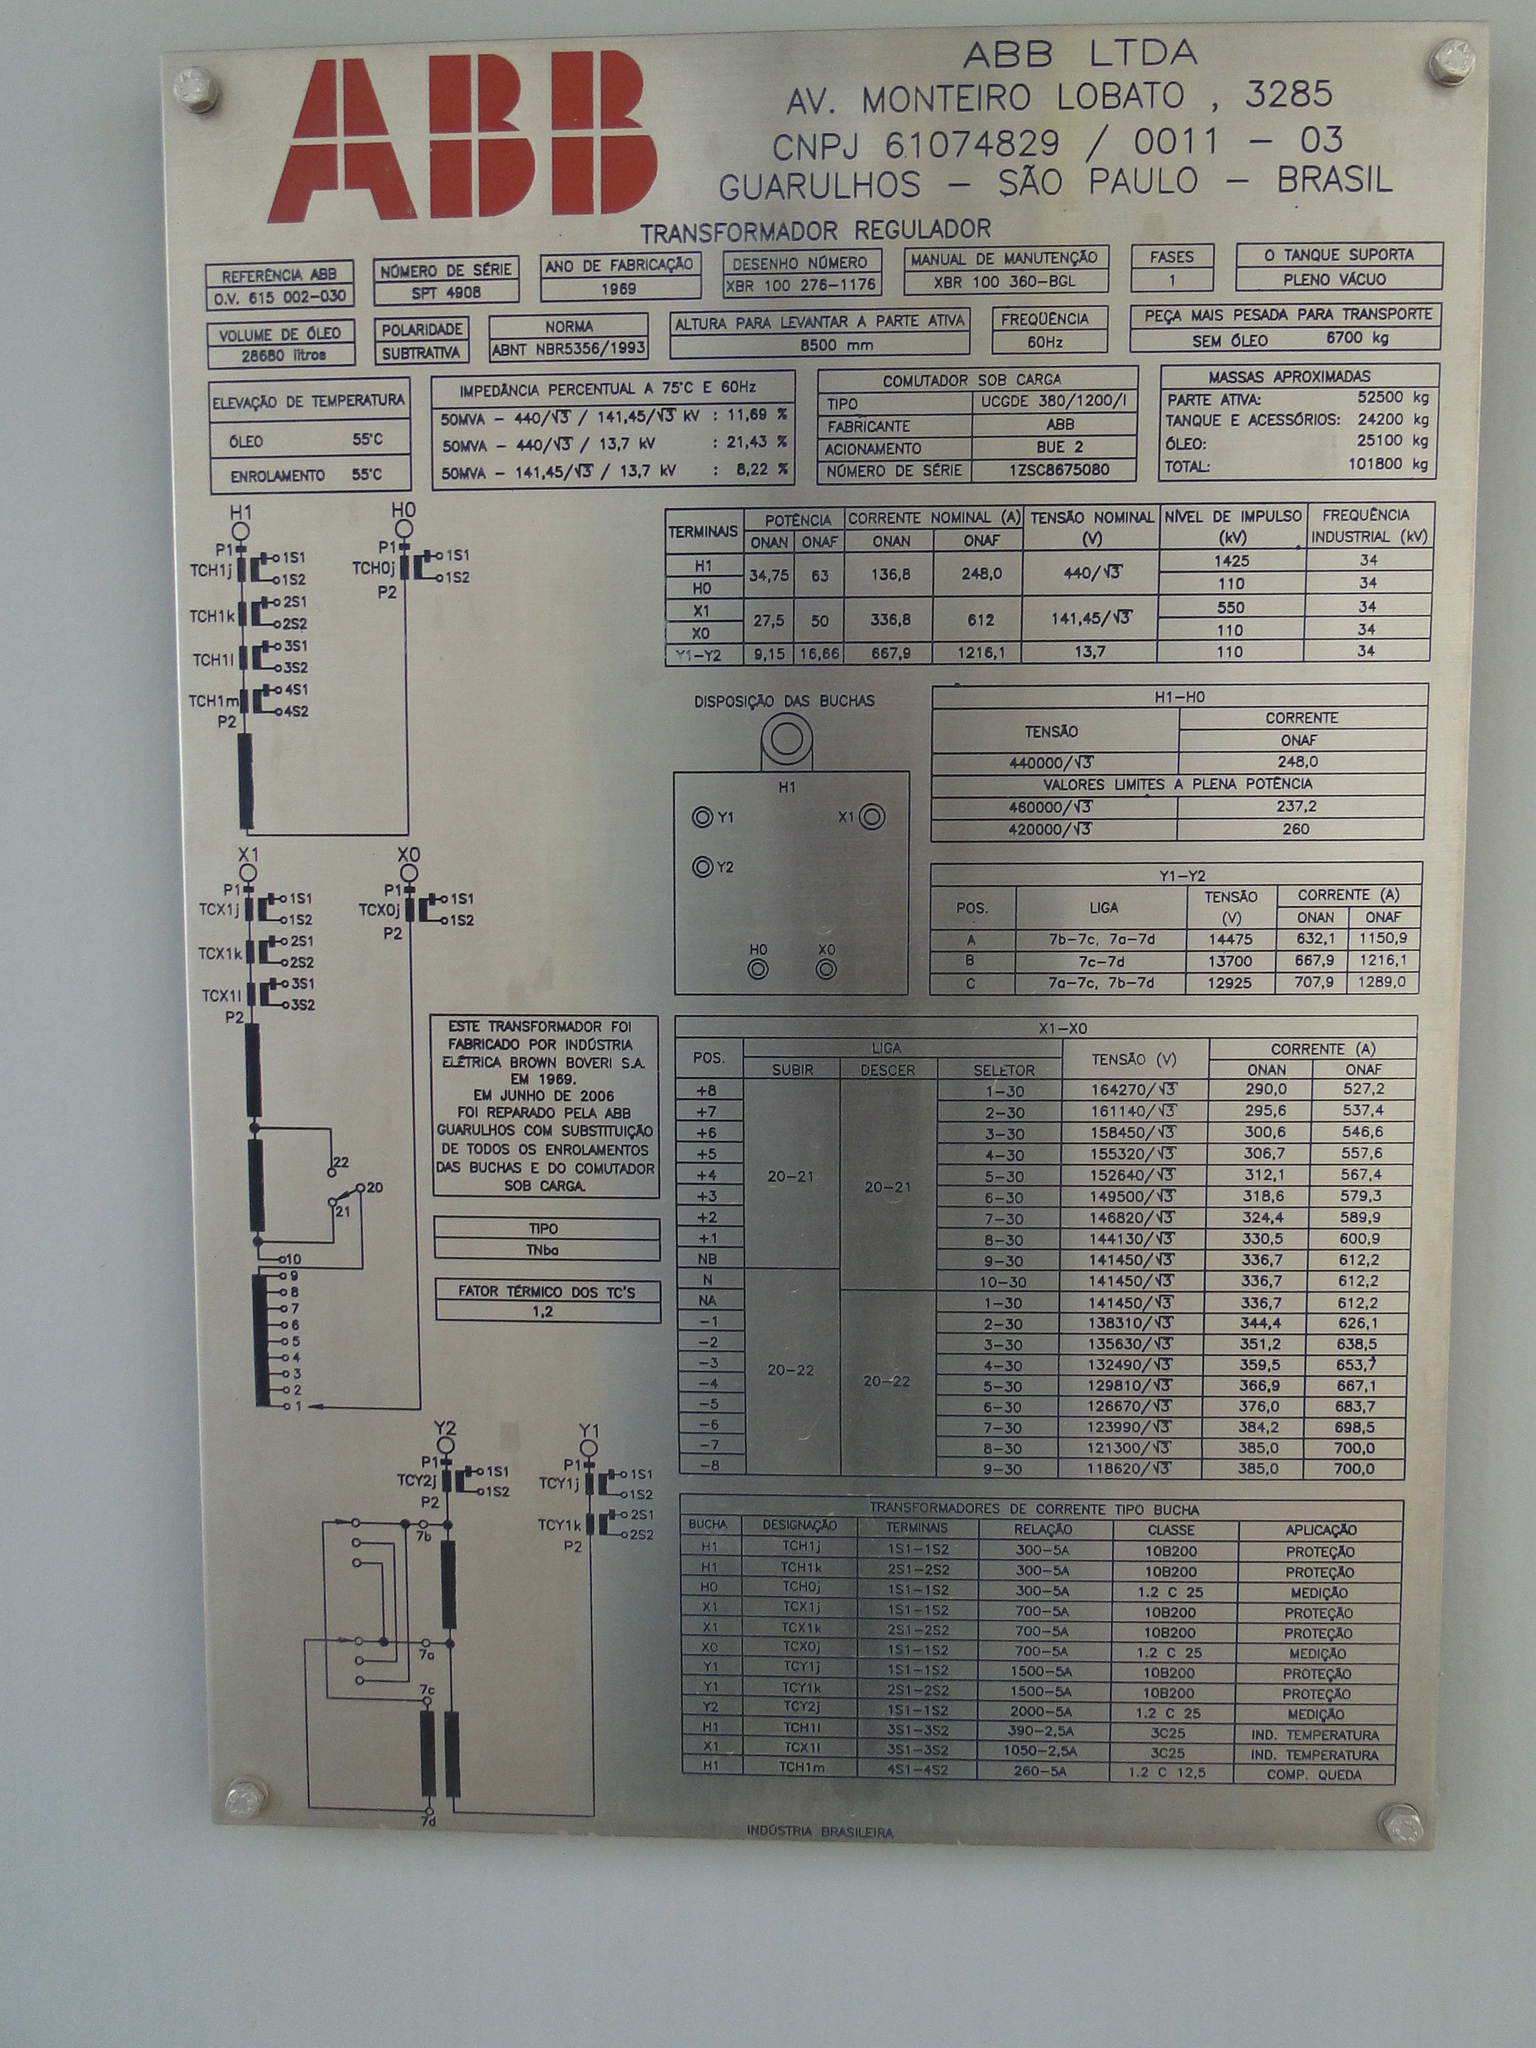 ABB
ABB LTDA
AV. MONTEIRO LOBATO , 3285
CNPJ 61074829 / 0011 - 03
GUARULHOS - SÃO PAULO - BRASIL
TRANSFORMADOR REGULADOR
REFERÊNCIA ABB
O.V. 615 002-030
NÚMERO DE SÉRIE
SPT 4908
ANO DE FABRICAÇÃO
1969
DESENHO NÚMERO
XBR 100 276-1176
MANUAL DE MANUTENÇÃO
XBR 100 360-BGL
FASES
1
O TANQUE SUPORTA
PLENO VÁCUO
VOLUME DE ÓLEO
28680 litros
POLARIDADE
SUBTRATIVA
NORMA
ABNT NBR5356/1993
ALTURA PARA LEVANTAR A PARTE ATIVA
8500 mm
FREQÜÊNCIA
60Hz
PEÇA MAIS PESADA PARA TRANSPORTE
SEM ÓLEO 6700 kg
ELEVAÇÃO DE TEMPERATURA
ÓLEO 55°C
ENROLAMENTO 55°C
IMPEDÂNCIA PERCENTUAL A 75°C E 60Hz
50MVA - 440/√3 / 141,45/√3 kV : 11,69 %
50MVA - 440/√3 / 13,7 kV : 21,43 %
50MVA - 141,45/√3 / 13,7 kV : 8,22 %
COMUTADOR SOB CARGA
TIPO UCGDE 380/1200/I
FABRICANTE ABB
ACIONAMENTO BUE 2
NÚMERO DE SÉRIE 1ZSC8675080
MASSAS APROXIMADAS
PARTE ATIVA: 52500 kg
TANQUE E ACESSÓRIOS: 24200 kg
ÓLEO: 25100 kg
TOTAL: 101800 kg
H1 H0
P1 1S1 P1 1S1
TCH1j 1S2 TCH0j 1S2
P2
2S1
TCH1k 2S2
3S1
TCH1l 3S2
4S1
TCH1m 4S2
P2
TERMINAIS POTÊNCIA CORRENTE NOMINAL (A) TENSÃO NOMINAL (V) NÍVEL DE IMPULSO (kV) FREQUÊNCIA INDUSTRIAL (kV)
ONAN ONAF ONAN ONAF
H1 34,75 63 136,8 248,0 440/√3 1425 34
H0 110 34
X1 27,5 50 336,8 612 141,45/√3 550 34
X0 110 34
Y1-Y2 9,15 16,66 667,9 1216,1 13,7 110 34
DISPOSIÇÃO DAS BUCHAS
H1
Y1 X1
Y2
H0 X0
H1-H0
TENSÃO CORRENTE
ONAF
440000/√3 248,0
VALORES LIMITES A PLENA POTÊNCIA
460000/√3 237,2
420000/√3 260
X1 X0
P1 1S1 P1 1S1
TCX1j 1S2 TCX0j 1S2
P2
2S1
TCX1k 2S2
3S1
TCX1l 3S2
P2
22
20
21
10
9
8
7
6
5
4
3
2
1
Y1-Y2
POS. LIGA TENSÃO (V) CORRENTE (A)
ONAN ONAF
A 7b-7c, 7a-7d 14475 632,1 1150,9
B 7c-7d 13700 667,9 1216,1
C 7a-7c, 7b-7d 12925 707,9 1289,0
ESTE TRANSFORMADOR FOI
FABRICADO POR INDÚSTRIA
ELÉTRICA BROWN BOVERI S.A.
EM 1969.
EM JUNHO DE 2006
FOI REPARADO PELA ABB
GUARULHOS COM SUBSTITUIÇÃO
DE TODOS OS ENROLAMENTOS
DAS BUCHAS E DO COMUTADOR
SOB CARGA.
TIPO
TNba
FATOR TÉRMICO DOS TC'S
1,2
X1-X0
POS. LIGA TENSÃO (V) CORRENTE (A)
SUBIR DESCER SELETOR ONAN ONAF
+8 1-30 164270/√3 290,0 527,2
+7 2-30 161140/√3 295,6 537,4
+6 3-30 158450/√3 300,6 546,6
+5 4-30 155320/√3 306,7 557,6
+4 20-21 20-21 5-30 152640/√3 312,1 567,4
+3 6-30 149500/√3 318,6 579,3
+2 7-30 146820/√3 324,4 589,9
+1 8-30 144130/√3 330,5 600,9
NB 9-30 141450/√3 336,7 612,2
N 10-30 141450/√3 336,7 612,2
NA 1-30 141450/√3 336,7 612,2
-1 2-30 138310/√3 344,4 626,1
-2 3-30 135630/√3 351,2 638,5
-3 4-30 132490/√3 359,5 653,7
-4 20-22 20-22 5-30 129810/√3 366,9 667,1
-5 6-30 126670/√3 376,0 683,7
-6 7-30 123990/√3 384,2 698,5
-7 8-30 121300/√3 385,0 700,0
-8 9-30 118620/√3 385,0 700,0
Y2 Y1
P1 1S1 P1 1S1
TCY2j 1S2 TCY1j 1S2
P2 2S1
TCY1k 2S2
P2
7b
7a
7c
7d
TRANSFORMADORES DE CORRENTE TIPO BUCHA
BUCHA DESIGNAÇÃO TERMINAIS RELAÇÃO CLASSE APLICAÇÃO
H1 TCH1j 1S1-1S2 300-5A 10B200 PROTEÇÃO
H1 TCH1k 2S1-2S2 300-5A 10B200 PROTEÇÃO
H0 TCH0j 1S1-1S2 300-5A 1.2 C 25 MEDIÇÃO
X1 TCX1j 1S1-1S2 700-5A 10B200 PROTEÇÃO
X1 TCX1k 2S1-2S2 700-5A 10B200 PROTEÇÃO
X0 TCX0j 1S1-1S2 700-5A 1.2 C 25 MEDIÇÃO
Y1 TCY1j 1S1-1S2 1500-5A 10B200 PROTEÇÃO
Y1 TCY1k 2S1-2S2 1500-5A 10B200 PROTEÇÃO
Y2 TCY2j 1S1-1S2 2000-5A 1.2 C 25 MEDIÇÃO
H1 TCH1l 3S1-3S2 390-2,5A 3C25 IND. TEMPERATURA
X1 TCX1l 3S1-3S2 1050-2,5A 3C25 IND. TEMPERATURA
H1 TCH1m 4S1-4S2 260-5A 1.2 C 12,5 COMP. QUEDA
INDÚSTRIA BRASILEIRA